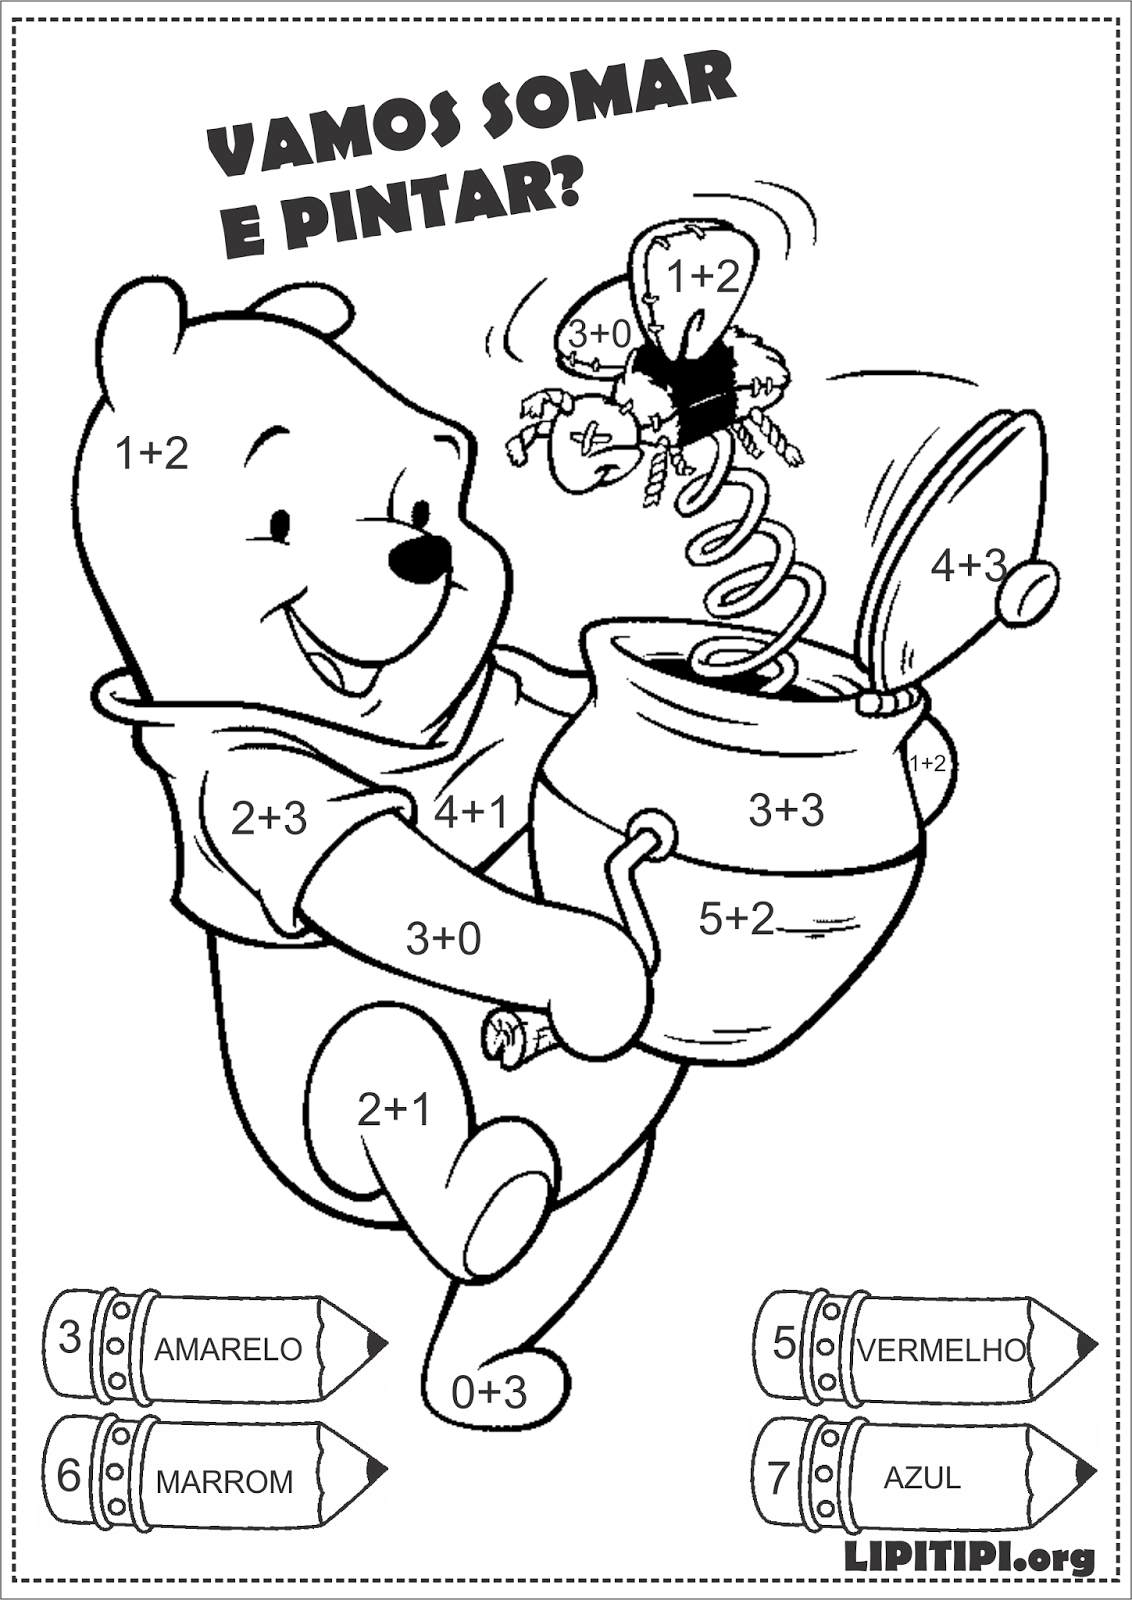 VAMOS SOMAR
E PINTAR?
1+2
3+0
1+2
4+3
1+2
2+3
4+1
3+3
5+2
3+0
2+1
0+3
3 AMARELO
5 VERMELHO
6 MARROM
7 AZUL
LIPITIPI.org